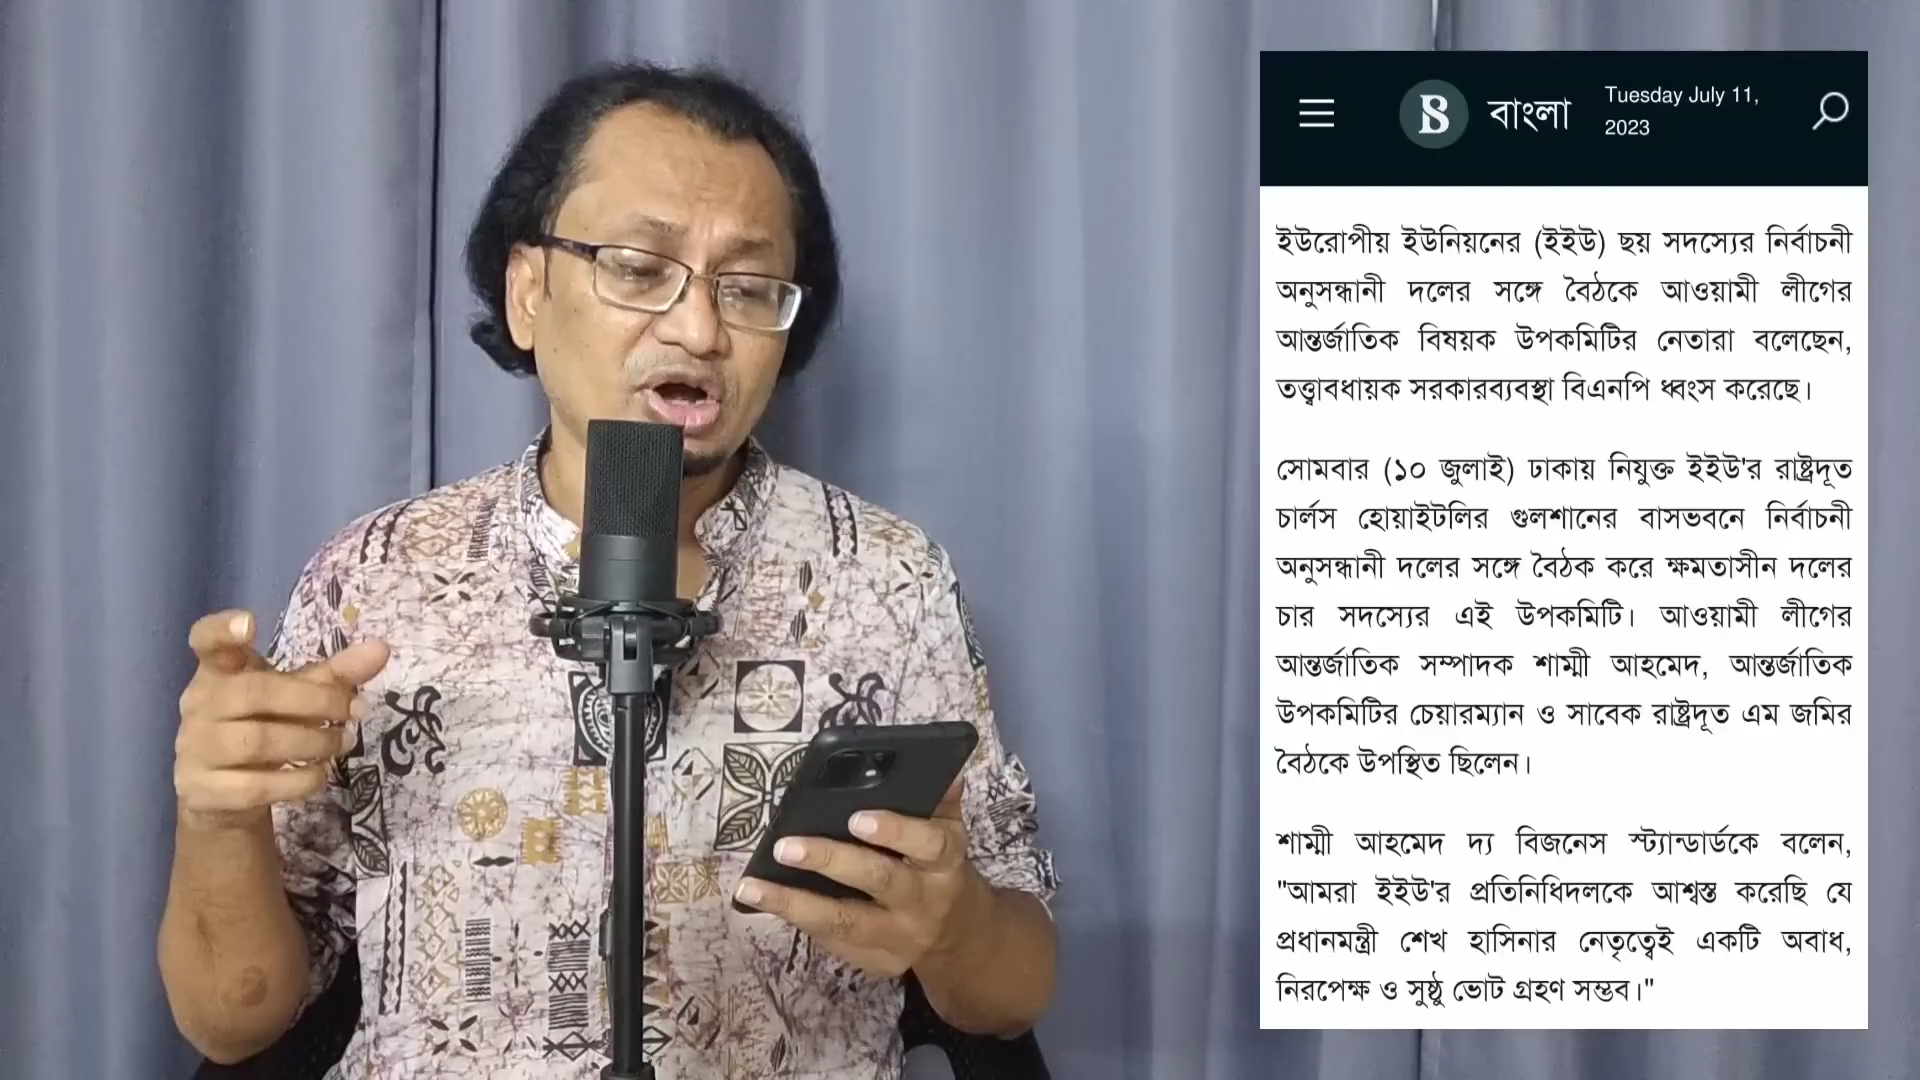 বাংলা
Tuesday July 11,
2023
ইউরোপীয় ইউনিয়নের (ইইউ) ছয় সদস্যের নির্বাচনী
অনুসন্ধানী দলের সঙ্গে বৈঠকে আওয়ামী লীগের
আন্তর্জাতিক বিষয়ক উপকমিটির নেতারা বলেছেন,
তত্ত্বাবধায়ক সরকারব্যবস্থা বিএনপি ধ্বংস করেছে।
সোমবার (১০ জুলাই) ঢাকায় নিযুক্ত ইইউ'র রাষ্ট্রদূত
চার্লস হোয়াইটলির গুলশানের বাসভবনে নির্বাচনী
অনুসন্ধানী দলের সঙ্গে বৈঠক করে ক্ষমতাসীন দলের
চার সদস্যের এই উপকমিটি। আওয়ামী লীগের
আন্তর্জাতিক সম্পাদক শাম্মী আহমেদ, আন্তর্জাতিক
উপকমিটির চেয়ারম্যান ও সাবেক রাষ্ট্রদূত এম জমির
বৈঠকে উপস্থিত ছিলেন।
শাম্মী আহমেদ দ্য বিজনেস স্ট্যান্ডার্ডকে বলেন,
"আমরা ইইউ'র প্রতিনিধিদলকে আশ্বস্ত করেছি যে
প্রধানমন্ত্রী শেখ হাসিনার নেতৃত্বেই একটি অবাধ,
নিরপেক্ষ ও সুষ্ঠু ভোট গ্রহণ সম্ভব।"